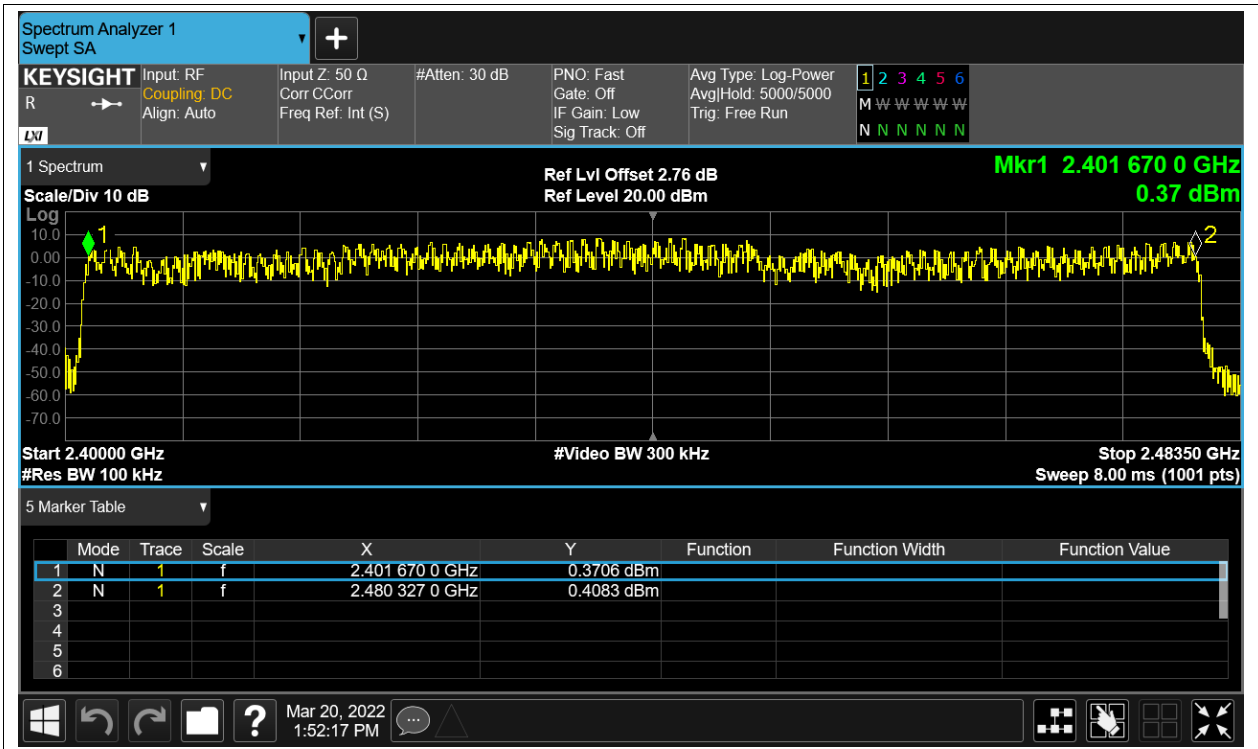 Spectrum Analyzer 1
Swept SA
KEYSIGHT Input: RF Input Z: 50 Ω #Atten: 30 dB PNO: Fast Avg Type: Log-Power 1 2 3 4 5 6
R Coupling: DC Corr CCorr Gate: Off Avg|Hold: 5000/5000 M W W W W W
Align: Auto Freq Ref: Int (S) IF Gain: Low Trig: Free Run
LXI Sig Track: Off N N N N N N
1 Spectrum Ref Lvl Offset 2.76 dB Mkr1 2.401 670 0 GHz
Scale/Div 10 dB Ref Level 20.00 dBm 0.37 dBm
Log
10.0 1 2
0.00
-10.0
-20.0
-30.0
-40.0
-50.0
-60.0
-70.0
Start 2.40000 GHz #Video BW 300 kHz Stop 2.48350 GHz
#Res BW 100 kHz Sweep 8.00 ms (1001 pts)
5 Marker Table
Mode Trace Scale X Y Function Function Width Function Value
1 N 1 f 2.401 670 0 GHz 0.3706 dBm
2 N 1 f 2.480 327 0 GHz 0.4083 dBm
3
4
5
6
? Mar 20, 2022
1:52:17 PM